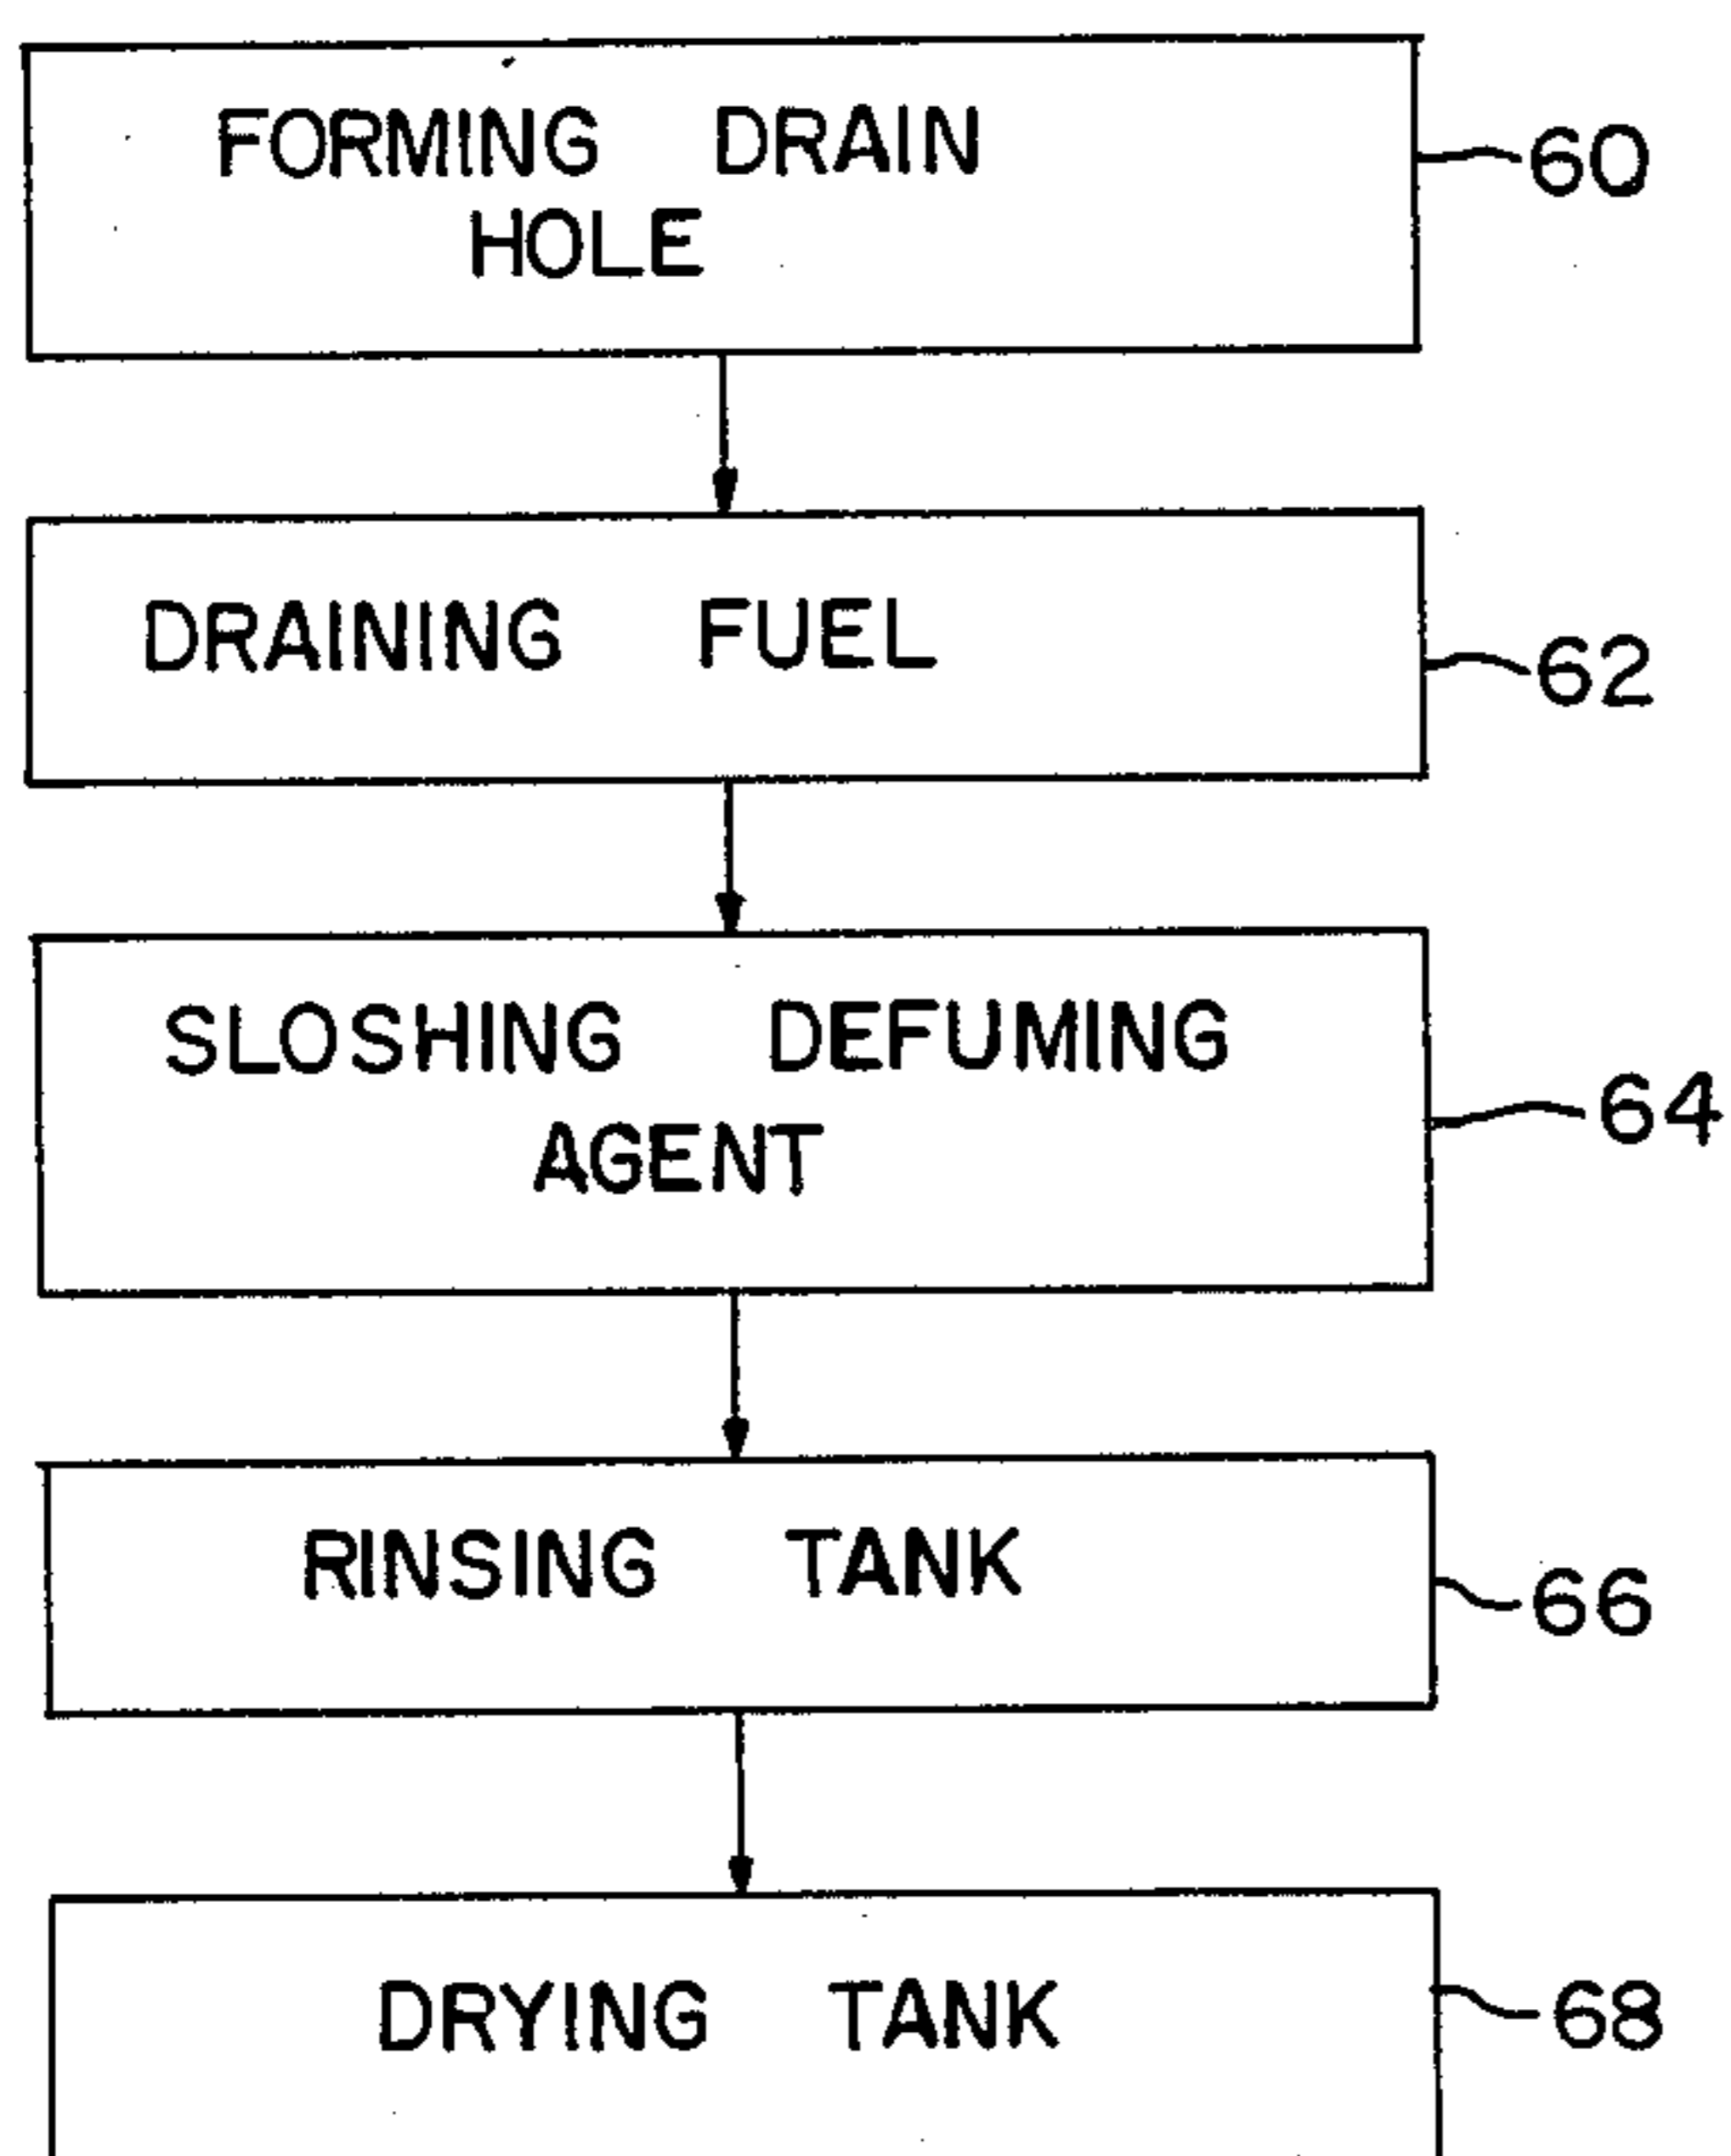 FORMING DRAIN
HOLE
60
DRAINING FUEL
62
SLOSHING DEFUMING
AGENT
64
RINSING TANK
66
DRYING TANK
68